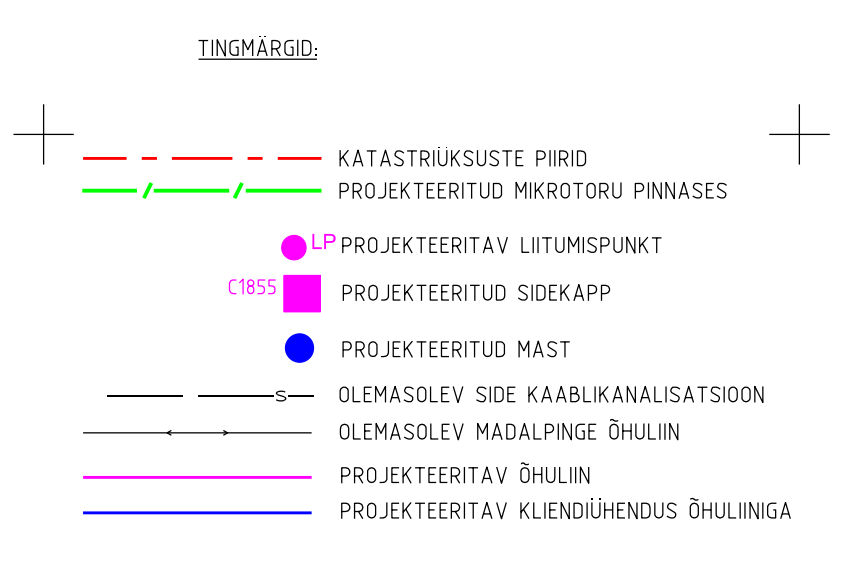 TINGMÄRGID:
KATASTRIÜKSUSTE PIIRID
PROJEKTEERITUD MIKROTORU PINNASES
LP PROJEKTEERITAV LIITUMISPUNKT
C1855 PROJEKTEERITUD SIDEKAPP
PROJEKTEERITUD MAST
S OLEMASOLEV SIDE KAABLIKANALISATSIOON
OLEMASOLEV MADALPINGE ÕHULIIN
PROJEKTEERITAV ÕHULIIN
PROJEKTEERITAV KLIENDIÜHENDUS ÕHULIINIGA